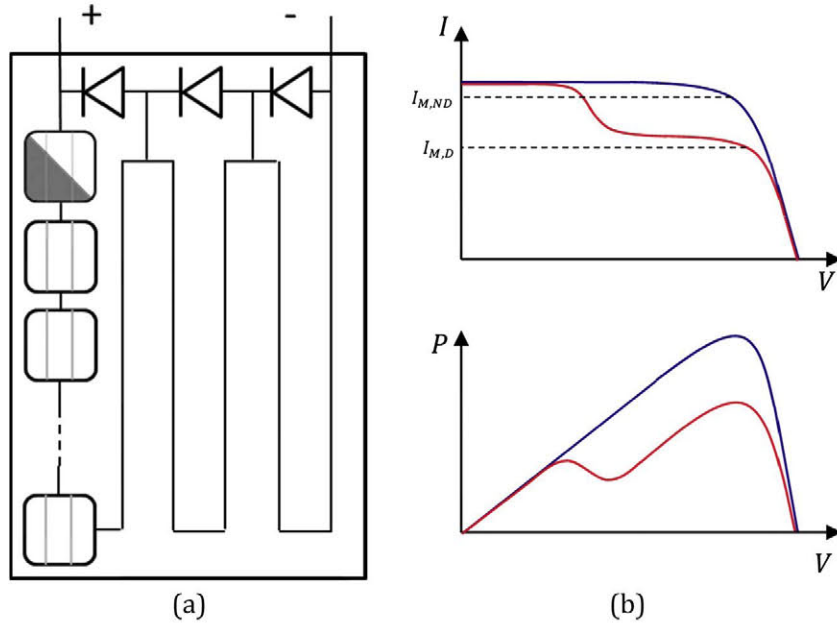 +
-
(a)
I
I_{M,ND}
I_{M,D}
V
P
V
(b)